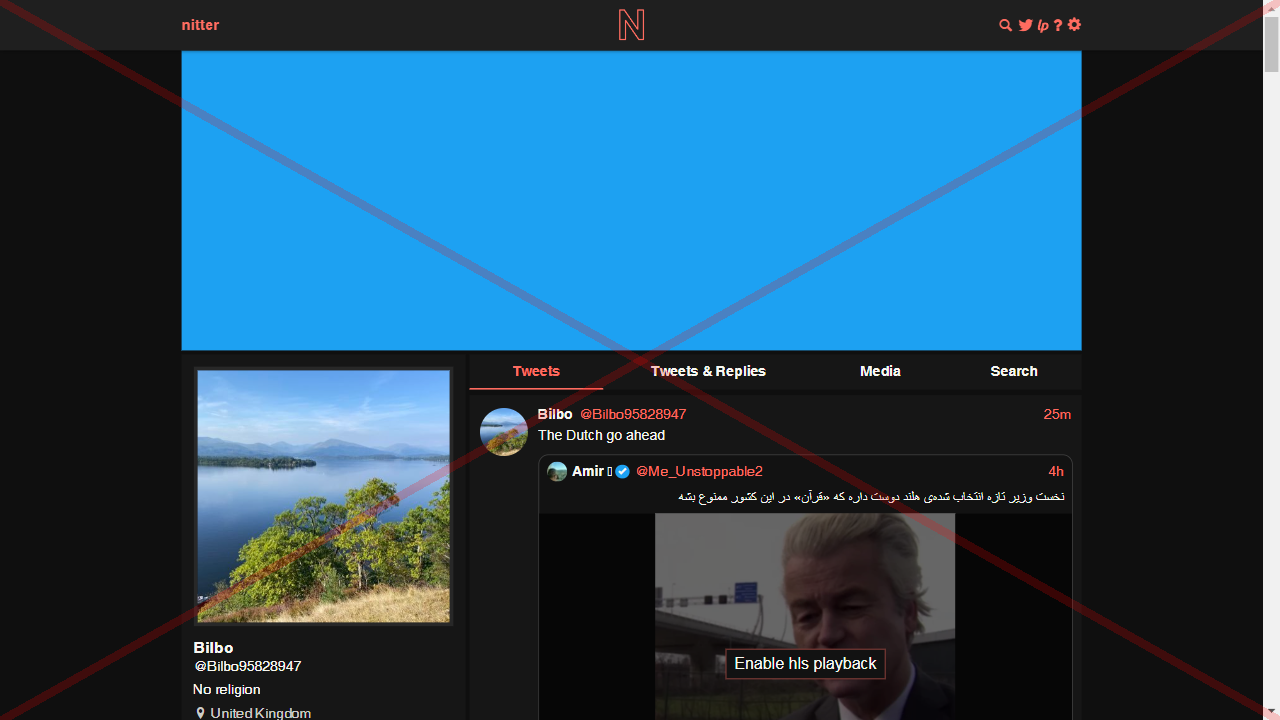 nitter
N
lp ?
Tweets
Tweets & Replies
Media
Search
Bilbo @Bilbo95828947 25m
The Dutch go ahead
Amir @Me_Unstoppable2 4h
نخست وزیر تازه انتخاب شده‌ی هلند دوست داره که «قرآن» در این کشور ممنوع بشه
Enable hls playback
Bilbo
@Bilbo95828947
No religion
United Kingdom